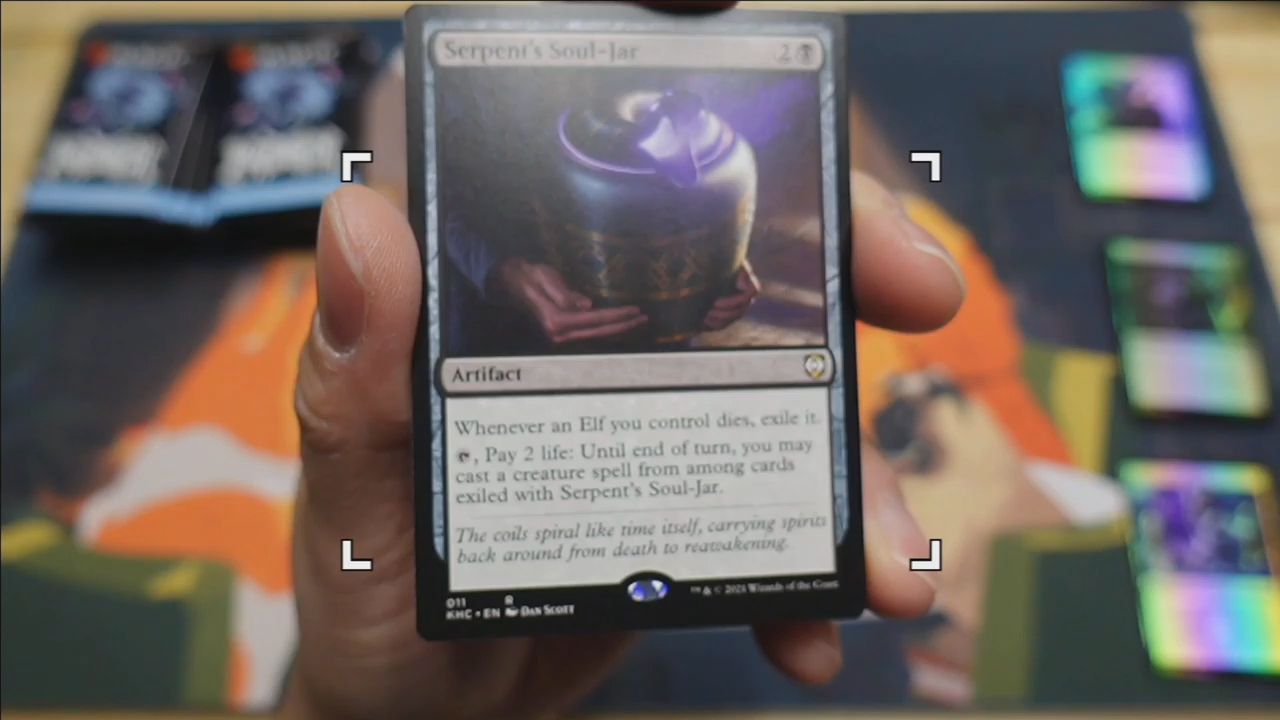 Serpent's Soul-Jar 2
Artifact
Whenever an Elf you control dies, exile it.
, Pay 2 life: Until end of turn, you may
cast a creature spell from among cards
exiled with Serpent's Soul-Jar.
The coils spiral like time itself, carrying spirits
back around from death to reawakening.
011 R
KHC • EN DAN SCOTT
™ & © 2021 Wizards of the Coast